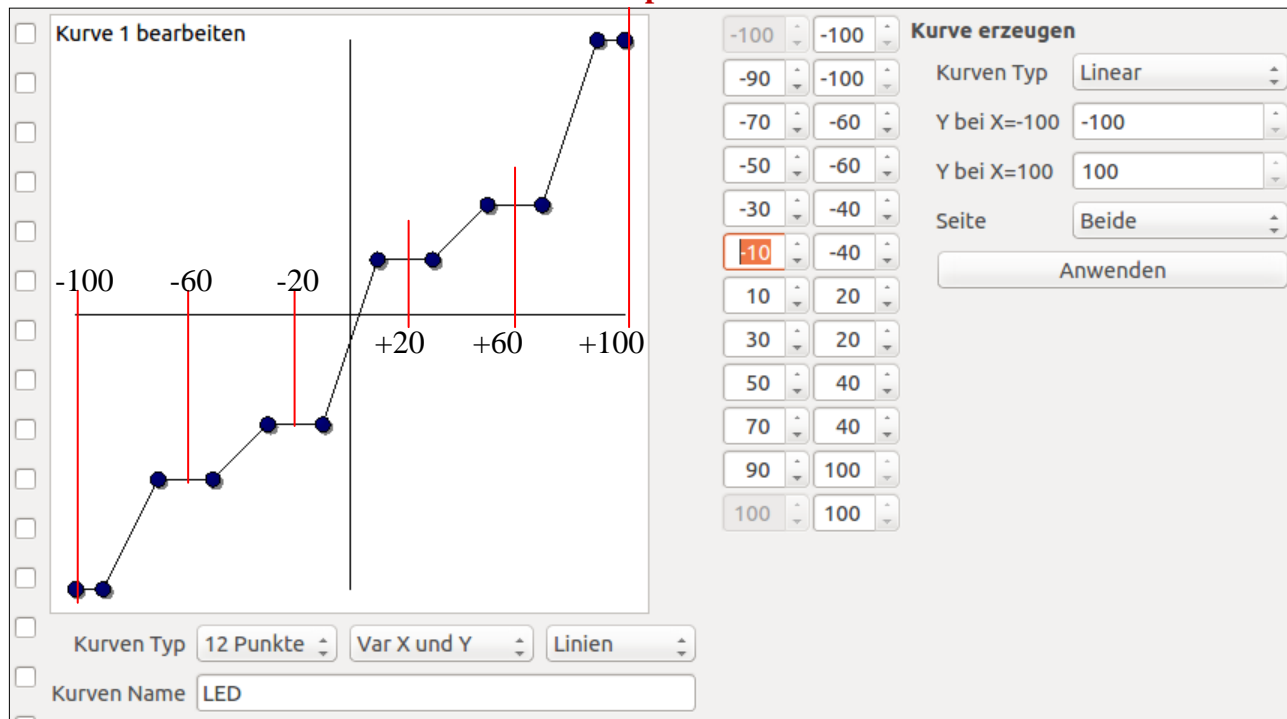 Kurve 1 bearbeiten
-100 -60 -20
+20 +60 +100
Kurven Typ 12 Punkte Var X und Y Linien
Kurven Name LED
-100 -100
-90 -100
-70 -60
-50 -60
-30 -40
-10 -40
10 20
30 20
50 40
70 40
90 100
100 100
Kurve erzeugen
Kurven Typ Linear
Y bei X=-100 -100
Y bei X=100 100
Seite Beide
Anwenden